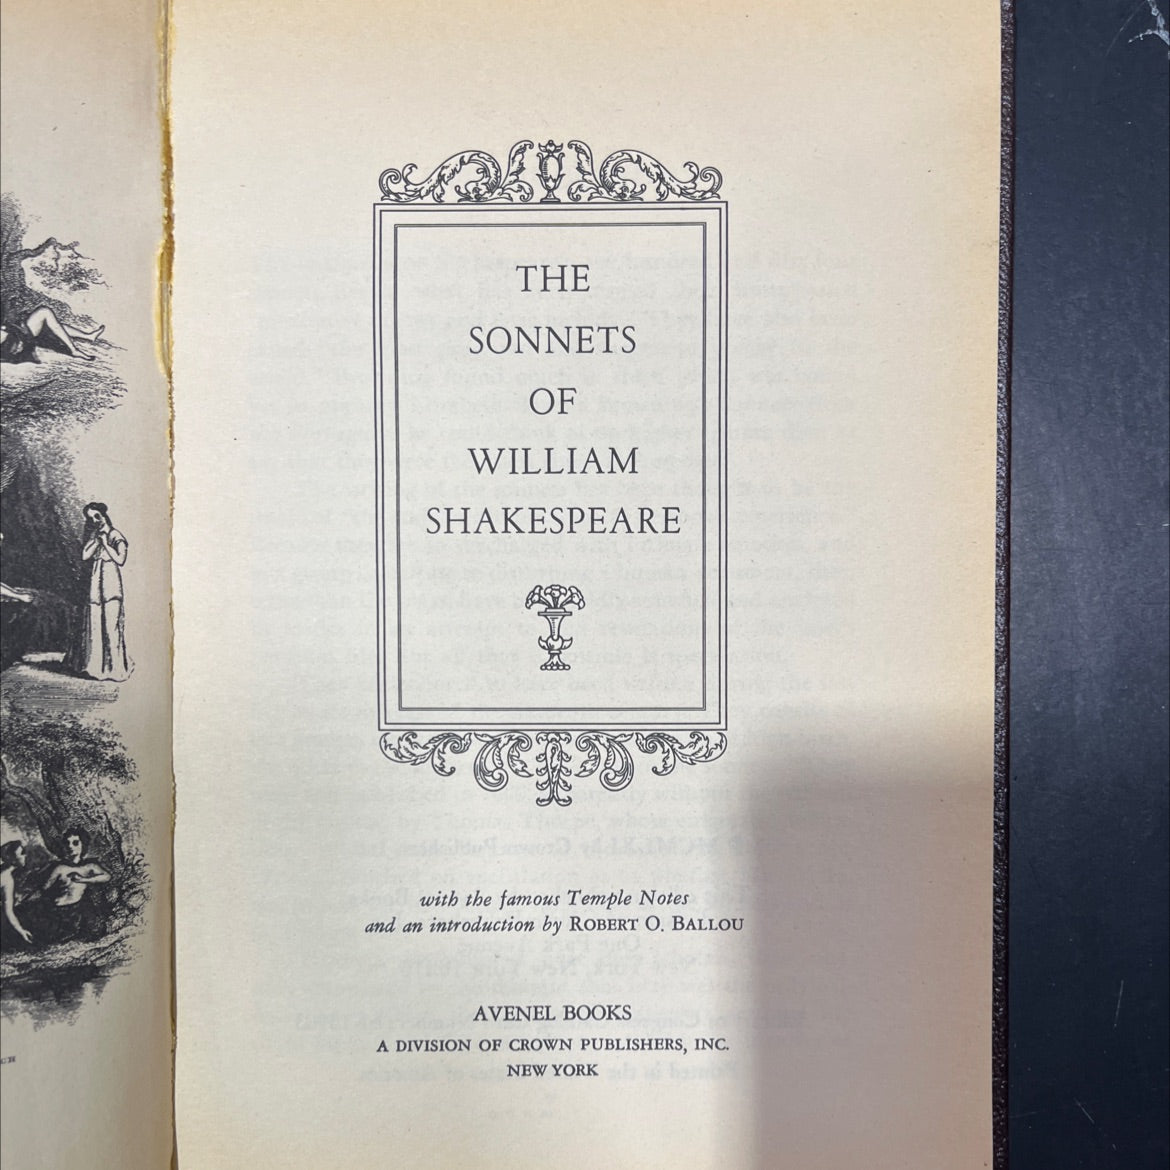 THE
SONNETS
OF
WILLIAM
SHAKESPEARE
with the famous Temple Notes
and an introduction by ROBERT O. BALLOU
AVENEL BOOKS
A DIVISION OF CROWN PUBLISHERS, INC.
NEW YORK